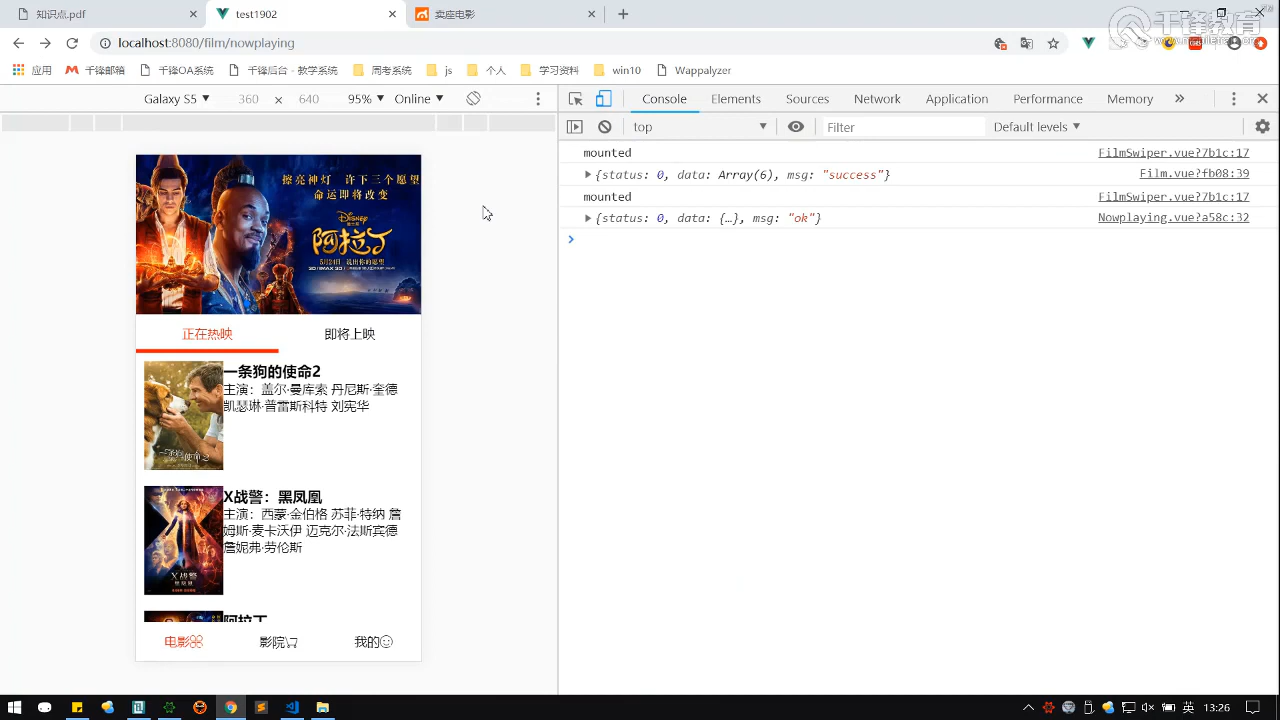 知识点.pdf
test1902
卖座电影
千锋教育
localhost:8080/film/nowplaying
应用
千锋邮箱
千锋OA系统
千锋后台 - 教学系统
周考系统
js
个人
学习资料
win10
Wappalyzer
Galaxy S5 ▼ 360 × 640 95% ▼ Online ▼
Console Elements Sources Network Application Performance Memory »
top ▼ Filter Default levels ▼
mounted FilmSwiper.vue?7b1c:17
{status: 0, data: Array(6), msg: "success"} Film.vue?fb08:39
mounted FilmSwiper.vue?7b1c:17
{status: 0, data: {…}, msg: "ok"} Nowplaying.vue?a58c:32
擦亮神灯 许下三个愿望
命运即将改变
Disney
阿拉丁
正在热映 即将上映
一条狗的使命2
主演：盖尔·曼库索 丹尼斯·奎德
凯瑟琳·普雷斯科特 刘宪华
X战警：黑凤凰
主演：西蒙·金伯格 苏菲·特纳 詹
姆斯·麦卡沃伊 迈克尔·法斯宾德
詹妮弗·劳伦斯
X战警
阿拉丁
电影 影院 我的
英 13:26